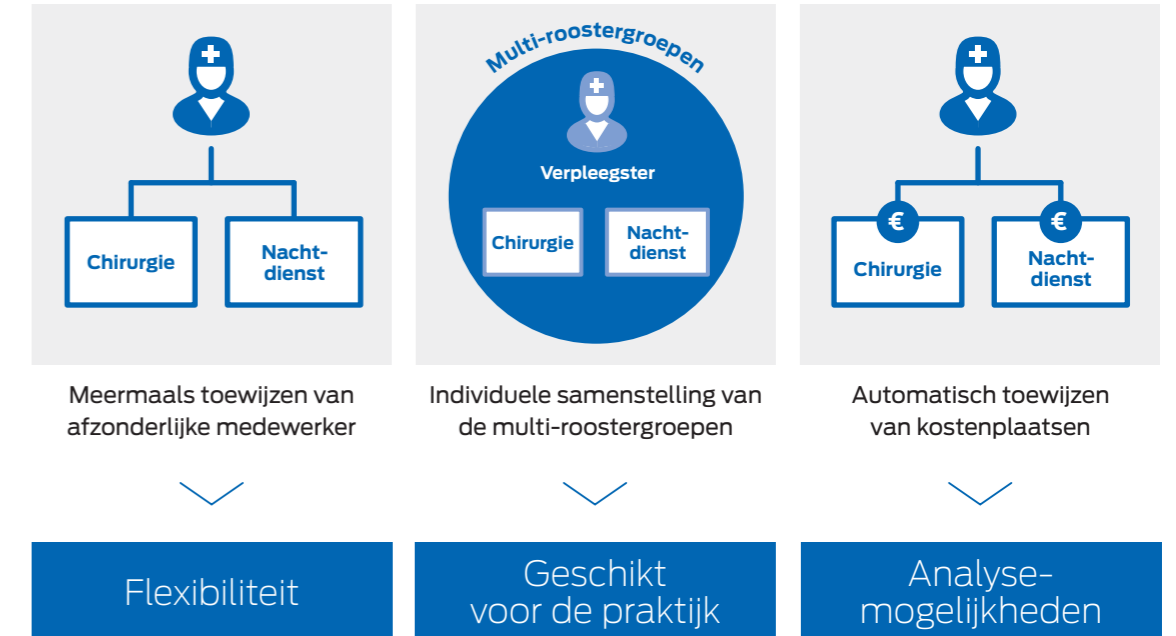 Chirurgie
Nacht-
dienst
Meermaals toewijzen van
afzonderlijke medewerker
Flexibiliteit
Multi-roostergroepen
Verpleegster
Chirurgie
Nacht-
dienst
Individuele samenstelling van
de multi-roostergroepen
Geschikt
voor de praktijk
€
€
Chirurgie
Nacht-
dienst
Automatisch toewijzen
van kostenplaatsen
Analyse-
mogelijkheden